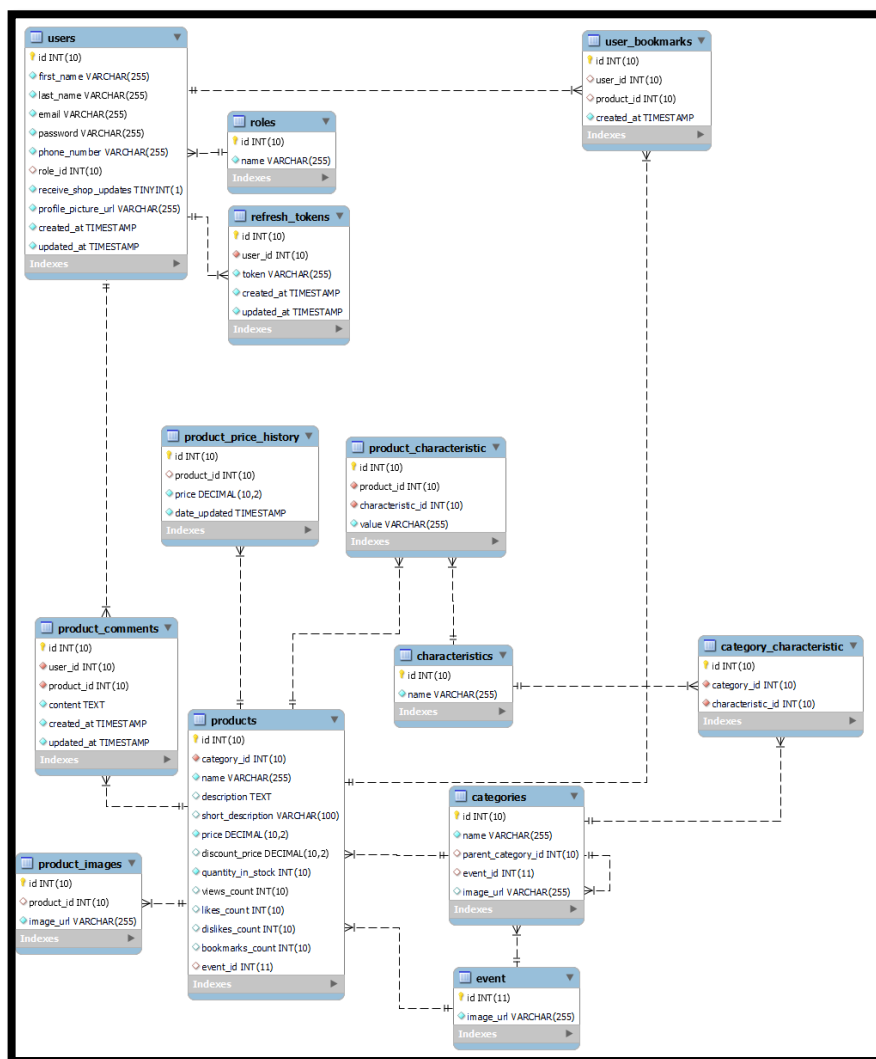 users
id INT(10)
first_name VARCHAR(255)
last_name VARCHAR(255)
email VARCHAR(255)
password VARCHAR(255)
phone_number VARCHAR(255)
role_id INT(10)
receive_shop_updates TINYINT(1)
profile_picture_url VARCHAR(255)
created_at TIMESTAMP
updated_at TIMESTAMP
Indexes
user_bookmarks
id INT(10)
user_id INT(10)
product_id INT(10)
created_at TIMESTAMP
Indexes
roles
id INT(10)
name VARCHAR(255)
Indexes
refresh_tokens
id INT(10)
user_id INT(10)
token VARCHAR(255)
created_at TIMESTAMP
updated_at TIMESTAMP
Indexes
product_price_history
id INT(10)
product_id INT(10)
price DECIMAL(10,2)
date_updated TIMESTAMP
Indexes
product_characteristic
id INT(10)
product_id INT(10)
characteristic_id INT(10)
value VARCHAR(255)
Indexes
product_comments
id INT(10)
user_id INT(10)
product_id INT(10)
content TEXT
created_at TIMESTAMP
updated_at TIMESTAMP
Indexes
characteristics
id INT(10)
name VARCHAR(255)
Indexes
category_characteristic
id INT(10)
category_id INT(10)
characteristic_id INT(10)
Indexes
products
id INT(10)
category_id INT(10)
name VARCHAR(255)
description TEXT
short_description VARCHAR(100)
price DECIMAL(10,2)
discount_price DECIMAL(10,2)
quantity_in_stock INT(10)
views_count INT(10)
likes_count INT(10)
dislikes_count INT(10)
bookmarks_count INT(10)
event_id INT(11)
Indexes
categories
id INT(10)
name VARCHAR(255)
parent_category_id INT(10)
event_id INT(11)
image_url VARCHAR(255)
Indexes
product_images
id INT(10)
product_id INT(10)
image_url VARCHAR(255)
Indexes
event
id INT(11)
image_url VARCHAR(255)
Indexes